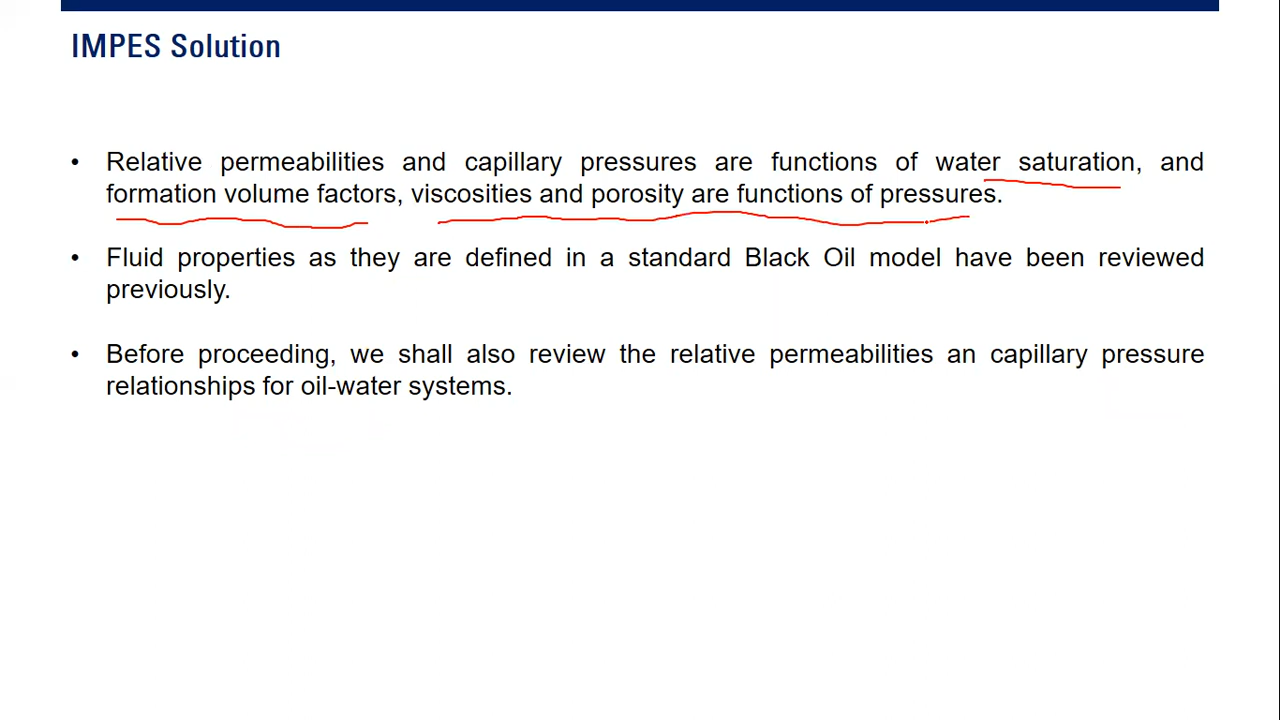 IMPES Solution
• Relative permeabilities and capillary pressures are functions of water saturation, and
formation volume factors, viscosities and porosity are functions of pressures.
• Fluid properties as they are defined in a standard Black Oil model have been reviewed
previously.
• Before proceeding, we shall also review the relative permeabilities an capillary pressure
relationships for oil-water systems.